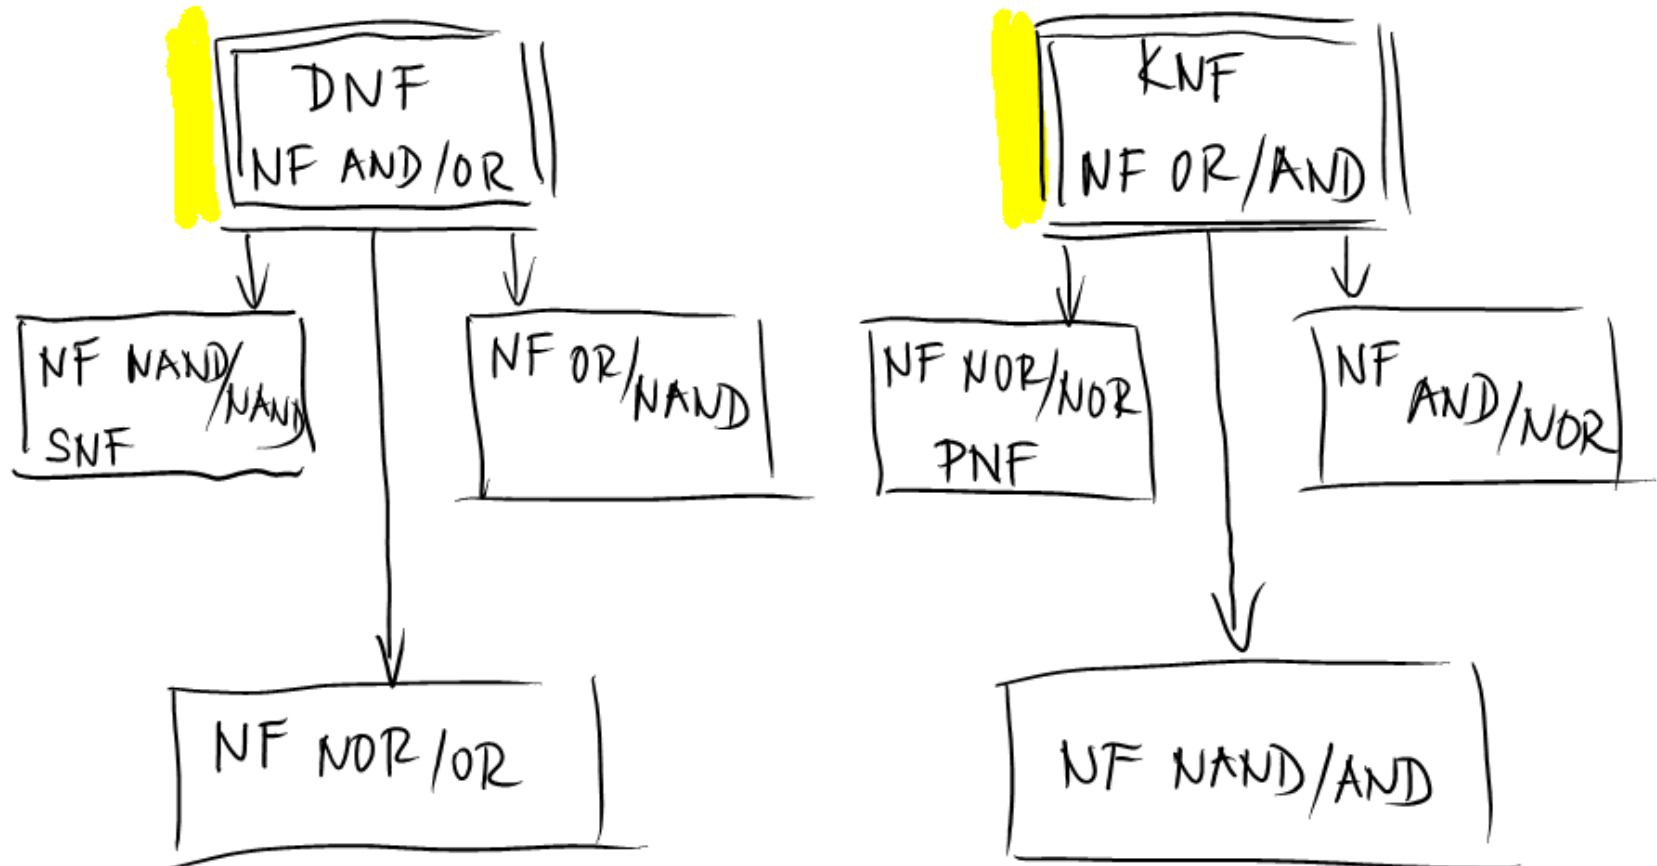 DNF
NF AND/OR
KNF
NF OR/AND
NF NAND/NAND
SNF
NF OR/NAND
NF NOR/NOR
PNF
NF AND/NOR
NF NOR/OR
NF NAND/AND